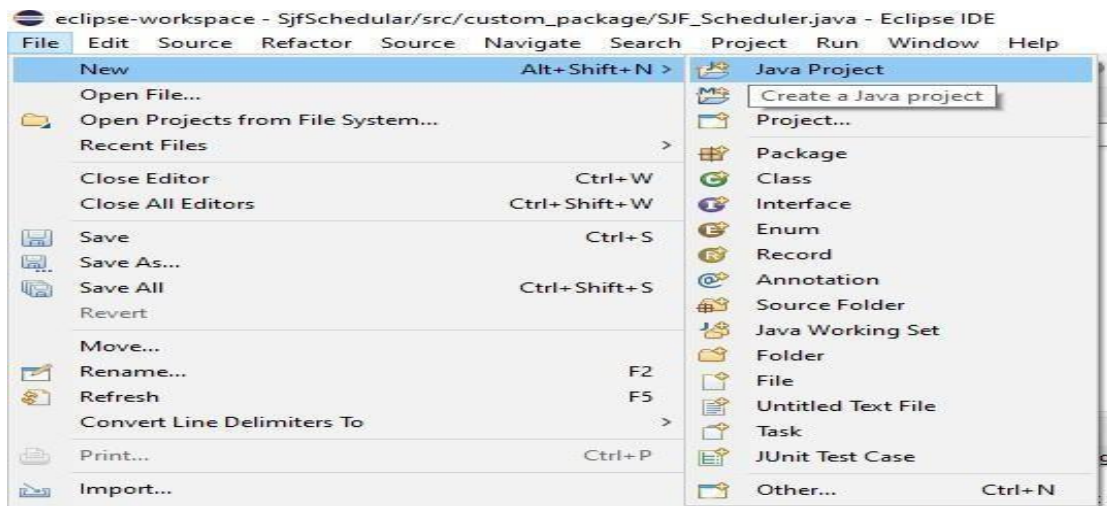 eclipse-workspace - SjfSchedular/src/custom_package/SJF_Scheduler.java - Eclipse IDE
File Edit Source Refactor Source Navigate Search Project Run Window Help
New Alt+Shift+N >
Open File...
Open Projects from File System...
Recent Files >
Close Editor Ctrl+W
Close All Editors Ctrl+Shift+W
Save Ctrl+S
Save As...
Save All Ctrl+Shift+S
Revert
Move...
Rename... F2
Refresh F5
Convert Line Delimiters To >
Print... Ctrl+P
Import...
Java Project
Create a Java project
Project...
Package
Class
Interface
Enum
Record
Annotation
Source Folder
Java Working Set
Folder
File
Untitled Text File
Task
JUnit Test Case
Other... Ctrl+N